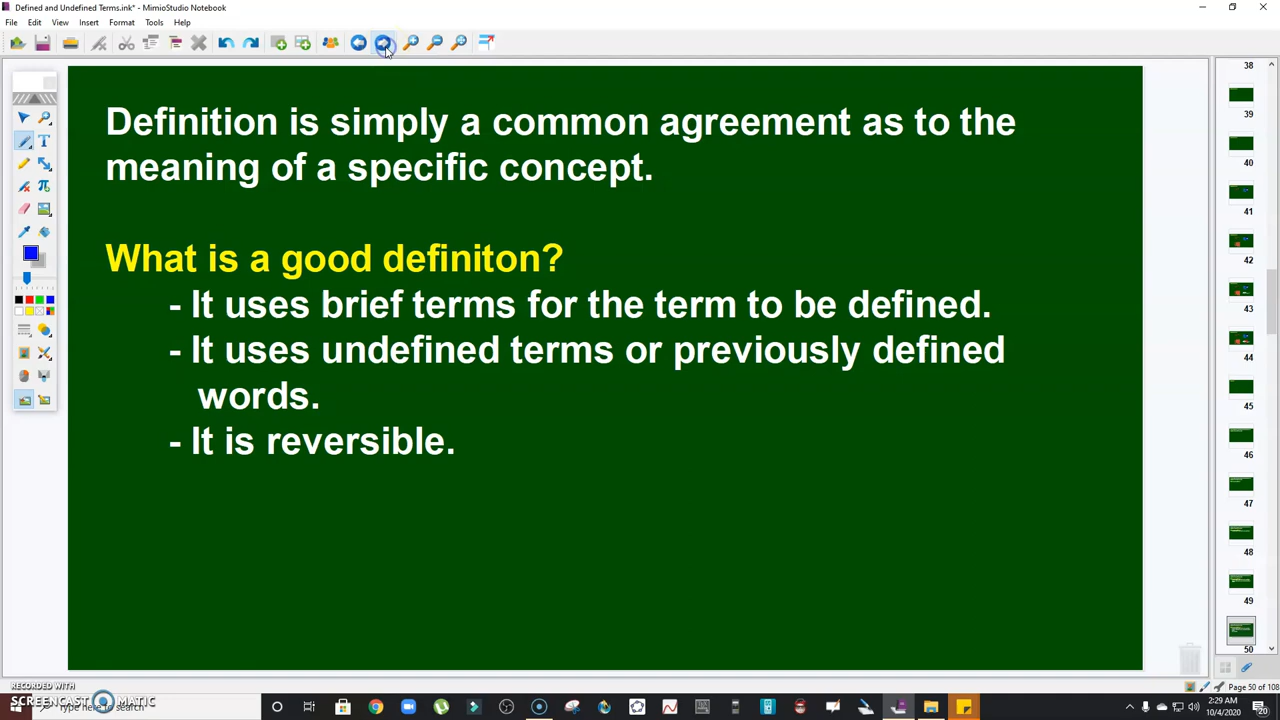 Defined and Undefined Terms.ink* - MimioStudio Notebook
File Edit View Insert Format Tools Help
38
Definition is simply a common agreement as to the
meaning of a specific concept.
What is a good definiton?
- It uses brief terms for the term to be defined.
- It uses undefined terms or previously defined
words.
- It is reversible.
39
40
41
42
43
44
45
46
47
48
49
50
Page 50 of 108
RECORDED WITH
SCREENCAST MATIC
2:29 AM
10/4/2020
20